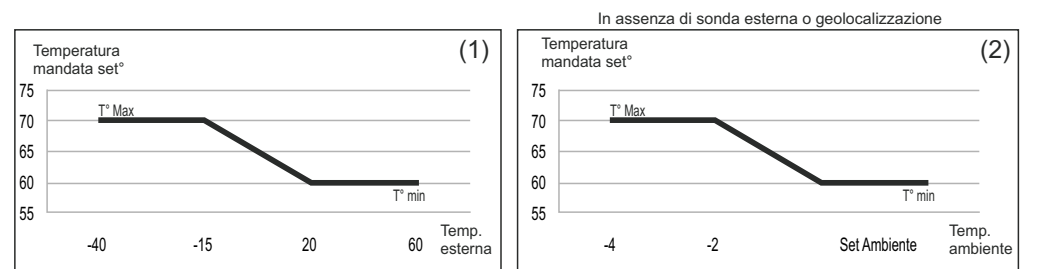 In assenza di sonda esterna o geolocalizzazione
Temperatura
mandata set°
(1)
75
70
65
60
55
T° Max
T° min
-40
-15
20
60
Temp.
esterna
Temperatura
mandata set°
(2)
75
70
65
60
55
T° Max
T° min
-4
-2
Set Ambiente
Temp.
ambiente